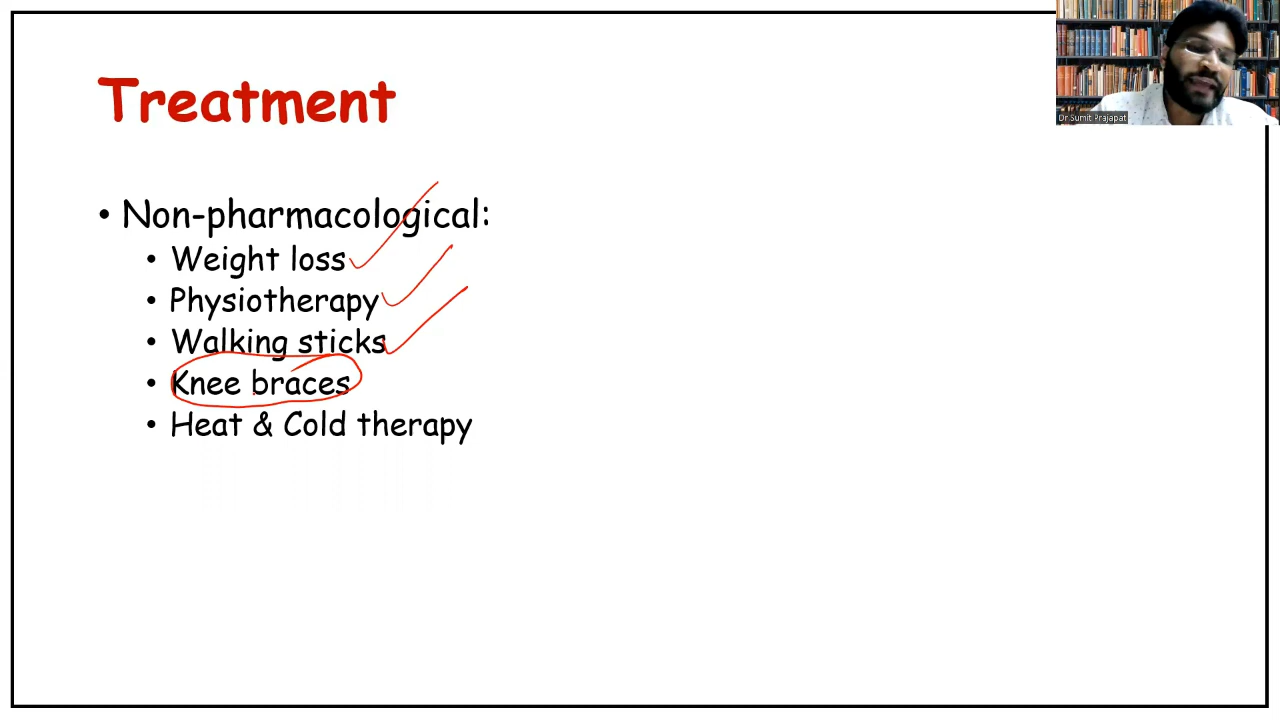 Dr Sumit Prajapat
Treatment
• Non-pharmacological:
• Weight loss
• Physiotherapy
• Walking sticks
• Knee braces
• Heat & Cold therapy